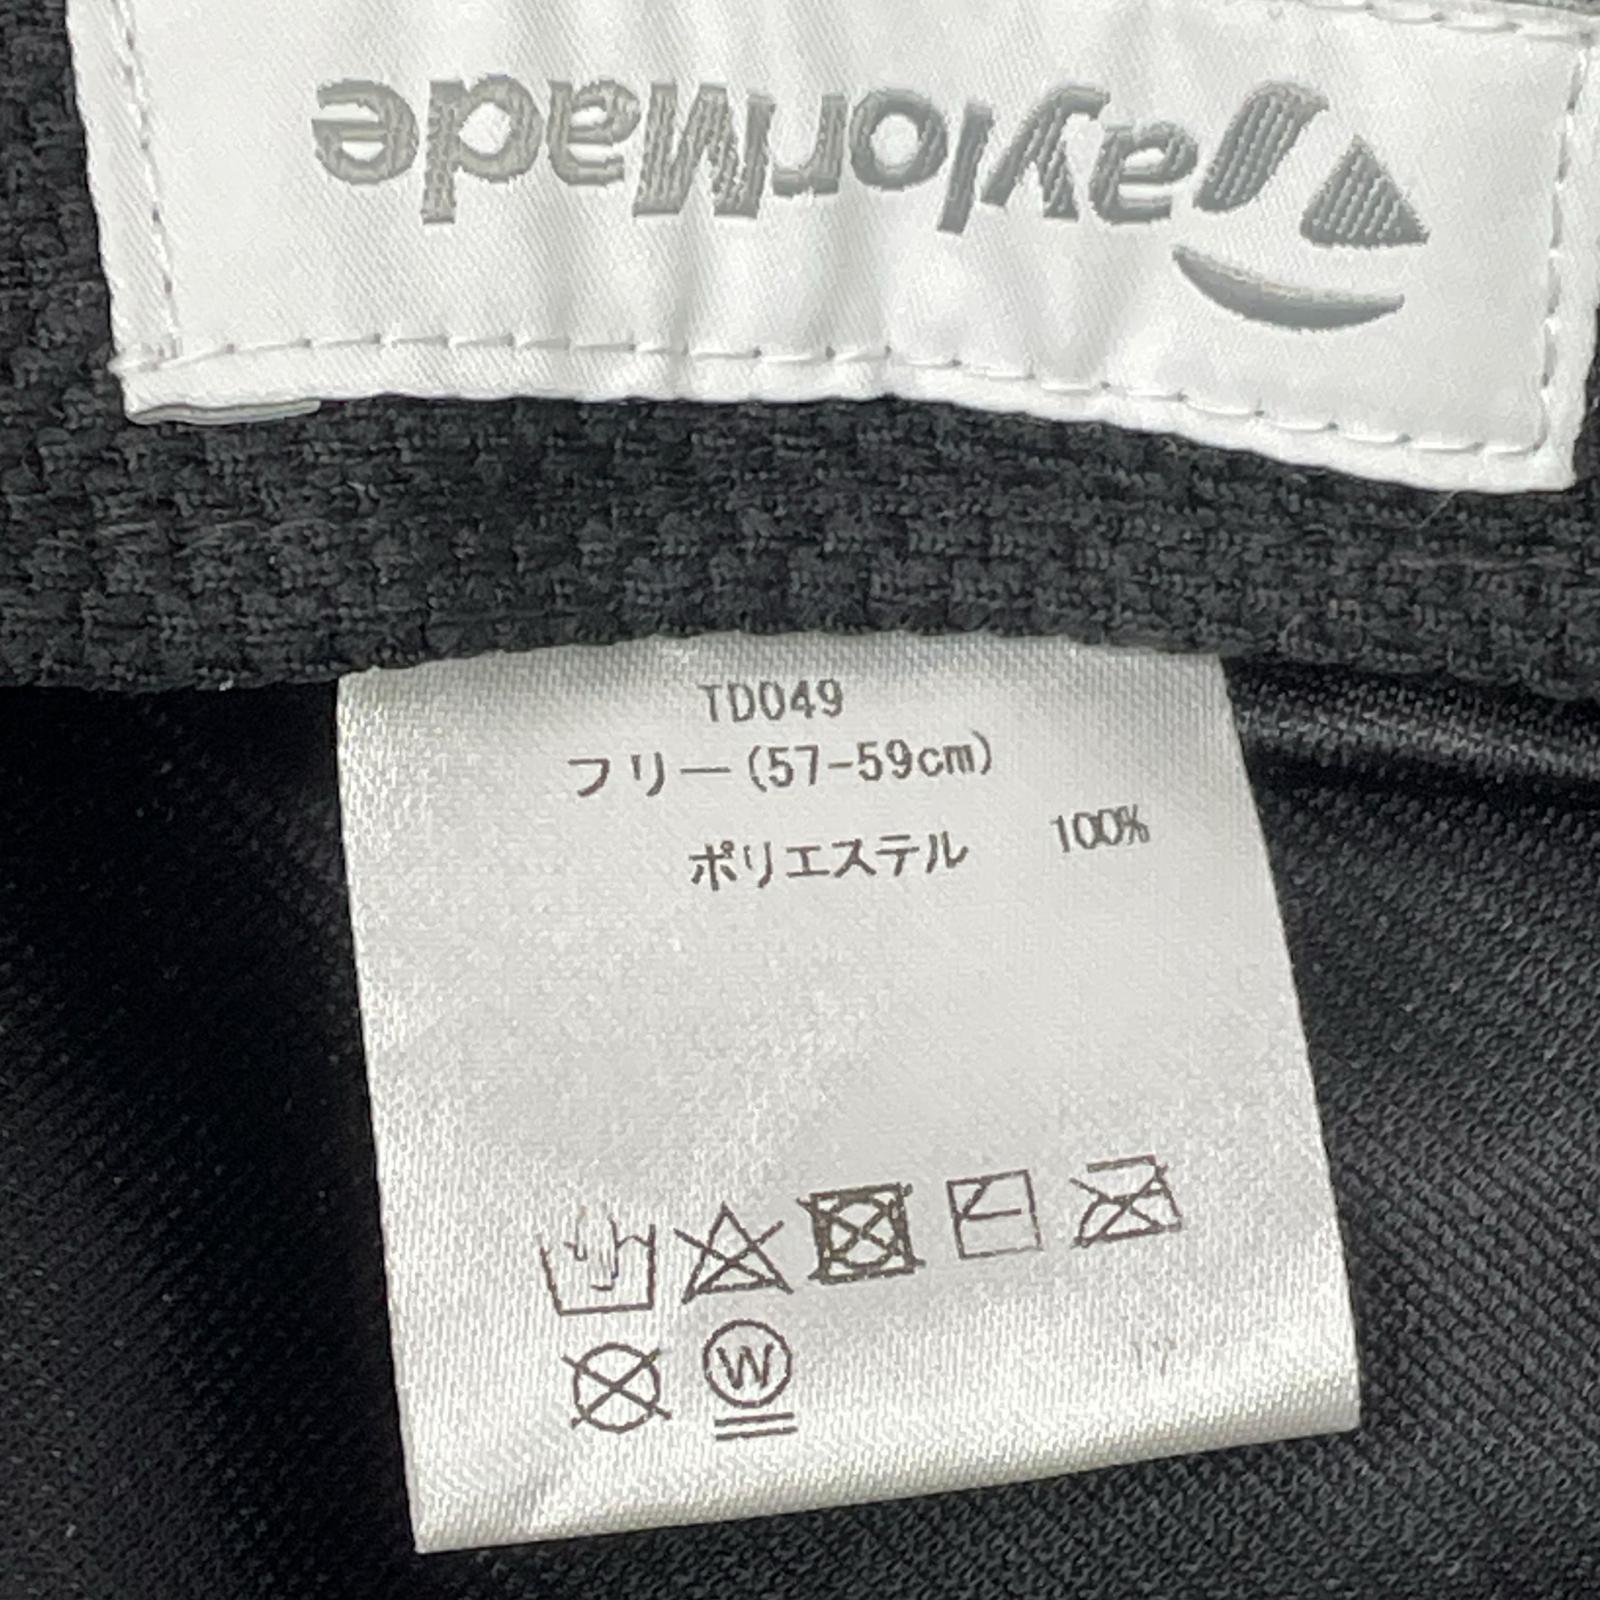 TaylorMade
TD049
フリー(57-59cm)
ポリエステル 100%
W